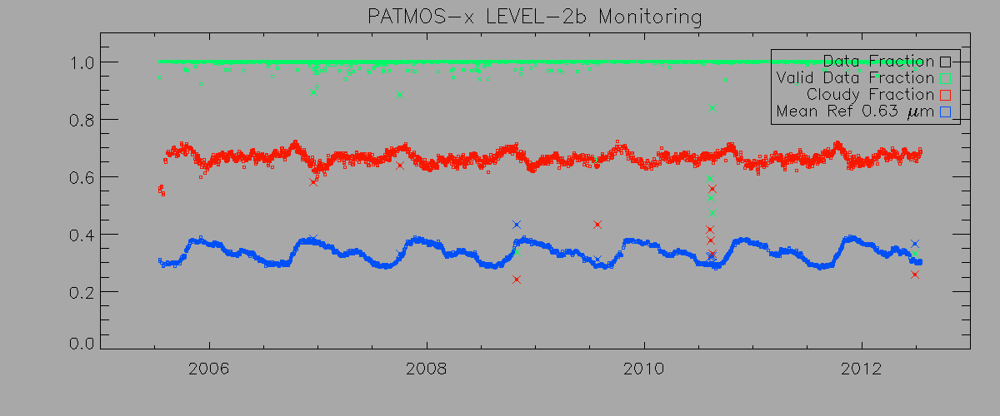 PATMOS-x LEVEL-2b Monitoring
1.0
0.8
0.6
0.4
0.2
0.0
Data Fraction
Valid Data Fraction
Cloudy Fraction
Mean Ref 0.63 μm
2006 2008 2010 2012